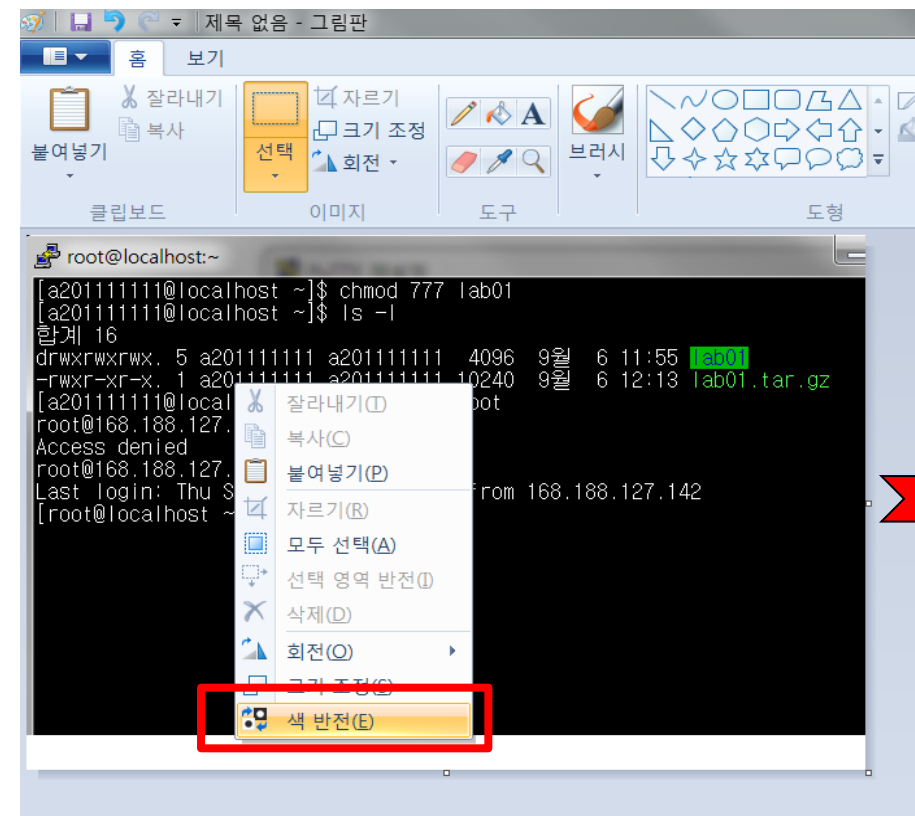 제목 없음 - 그림판
홈 보기
붙여넣기
잘라내기
복사
클립보드
선택
자르기
크기 조정
회전
이미지
A
도구
브러시
도형
root@localhost:~
[a201111111@localhost ~]$ chmod 777 lab01
[a201111111@localhost ~]$ ls -l
합계 16
drwxrwxrwx. 5 a201111111 a201111111 4096 9월 6 11:55 lab01
-rwxr-xr-x. 1 a201111111 a201111111 10240 9월 6 12:13 lab01.tar.gz
[a201111111@local
root@168.188.127.
Access denied
root@168.188.127.
Last login: Thu S from 168.188.127.142
[root@localhost ~
잘라내기(T)
복사(C)
붙여넣기(P)
자르기(R)
모두 선택(A)
선택 영역 반전(I)
삭제(D)
회전(O)
크기 조정(S)
색 반전(E)